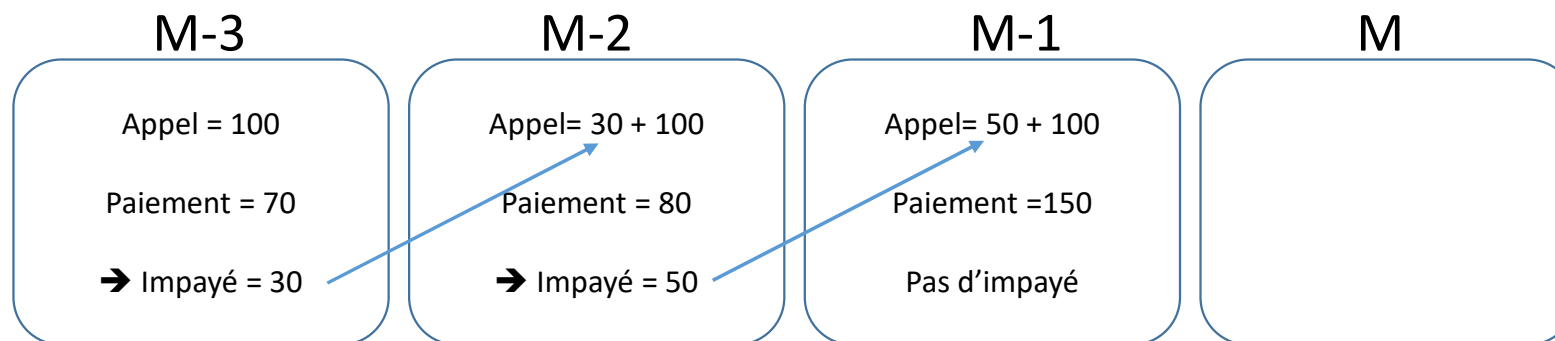 M-3
Appel = 100
Paiement = 70
➔ Impayé = 30
M-2
Appel= 30 + 100
Paiement = 80
➔ Impayé = 50
M-1
Appel= 50 + 100
Paiement =150
Pas d’impayé
M